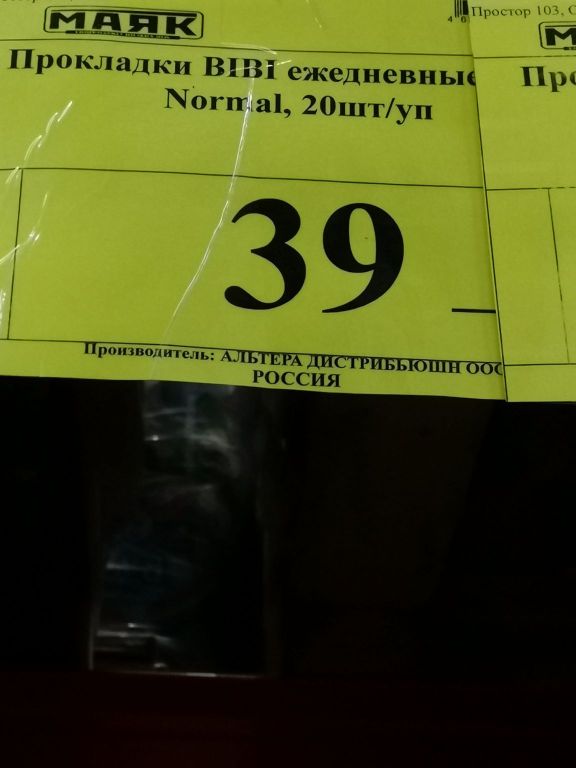 МАЯК
Прокладки BIBI ежедневные
Normal, 20шт/уп
39
Производитель: АЛЬТЕРА ДИСТРИБЬЮШН ООО
РОССИЯ
Простор 103,